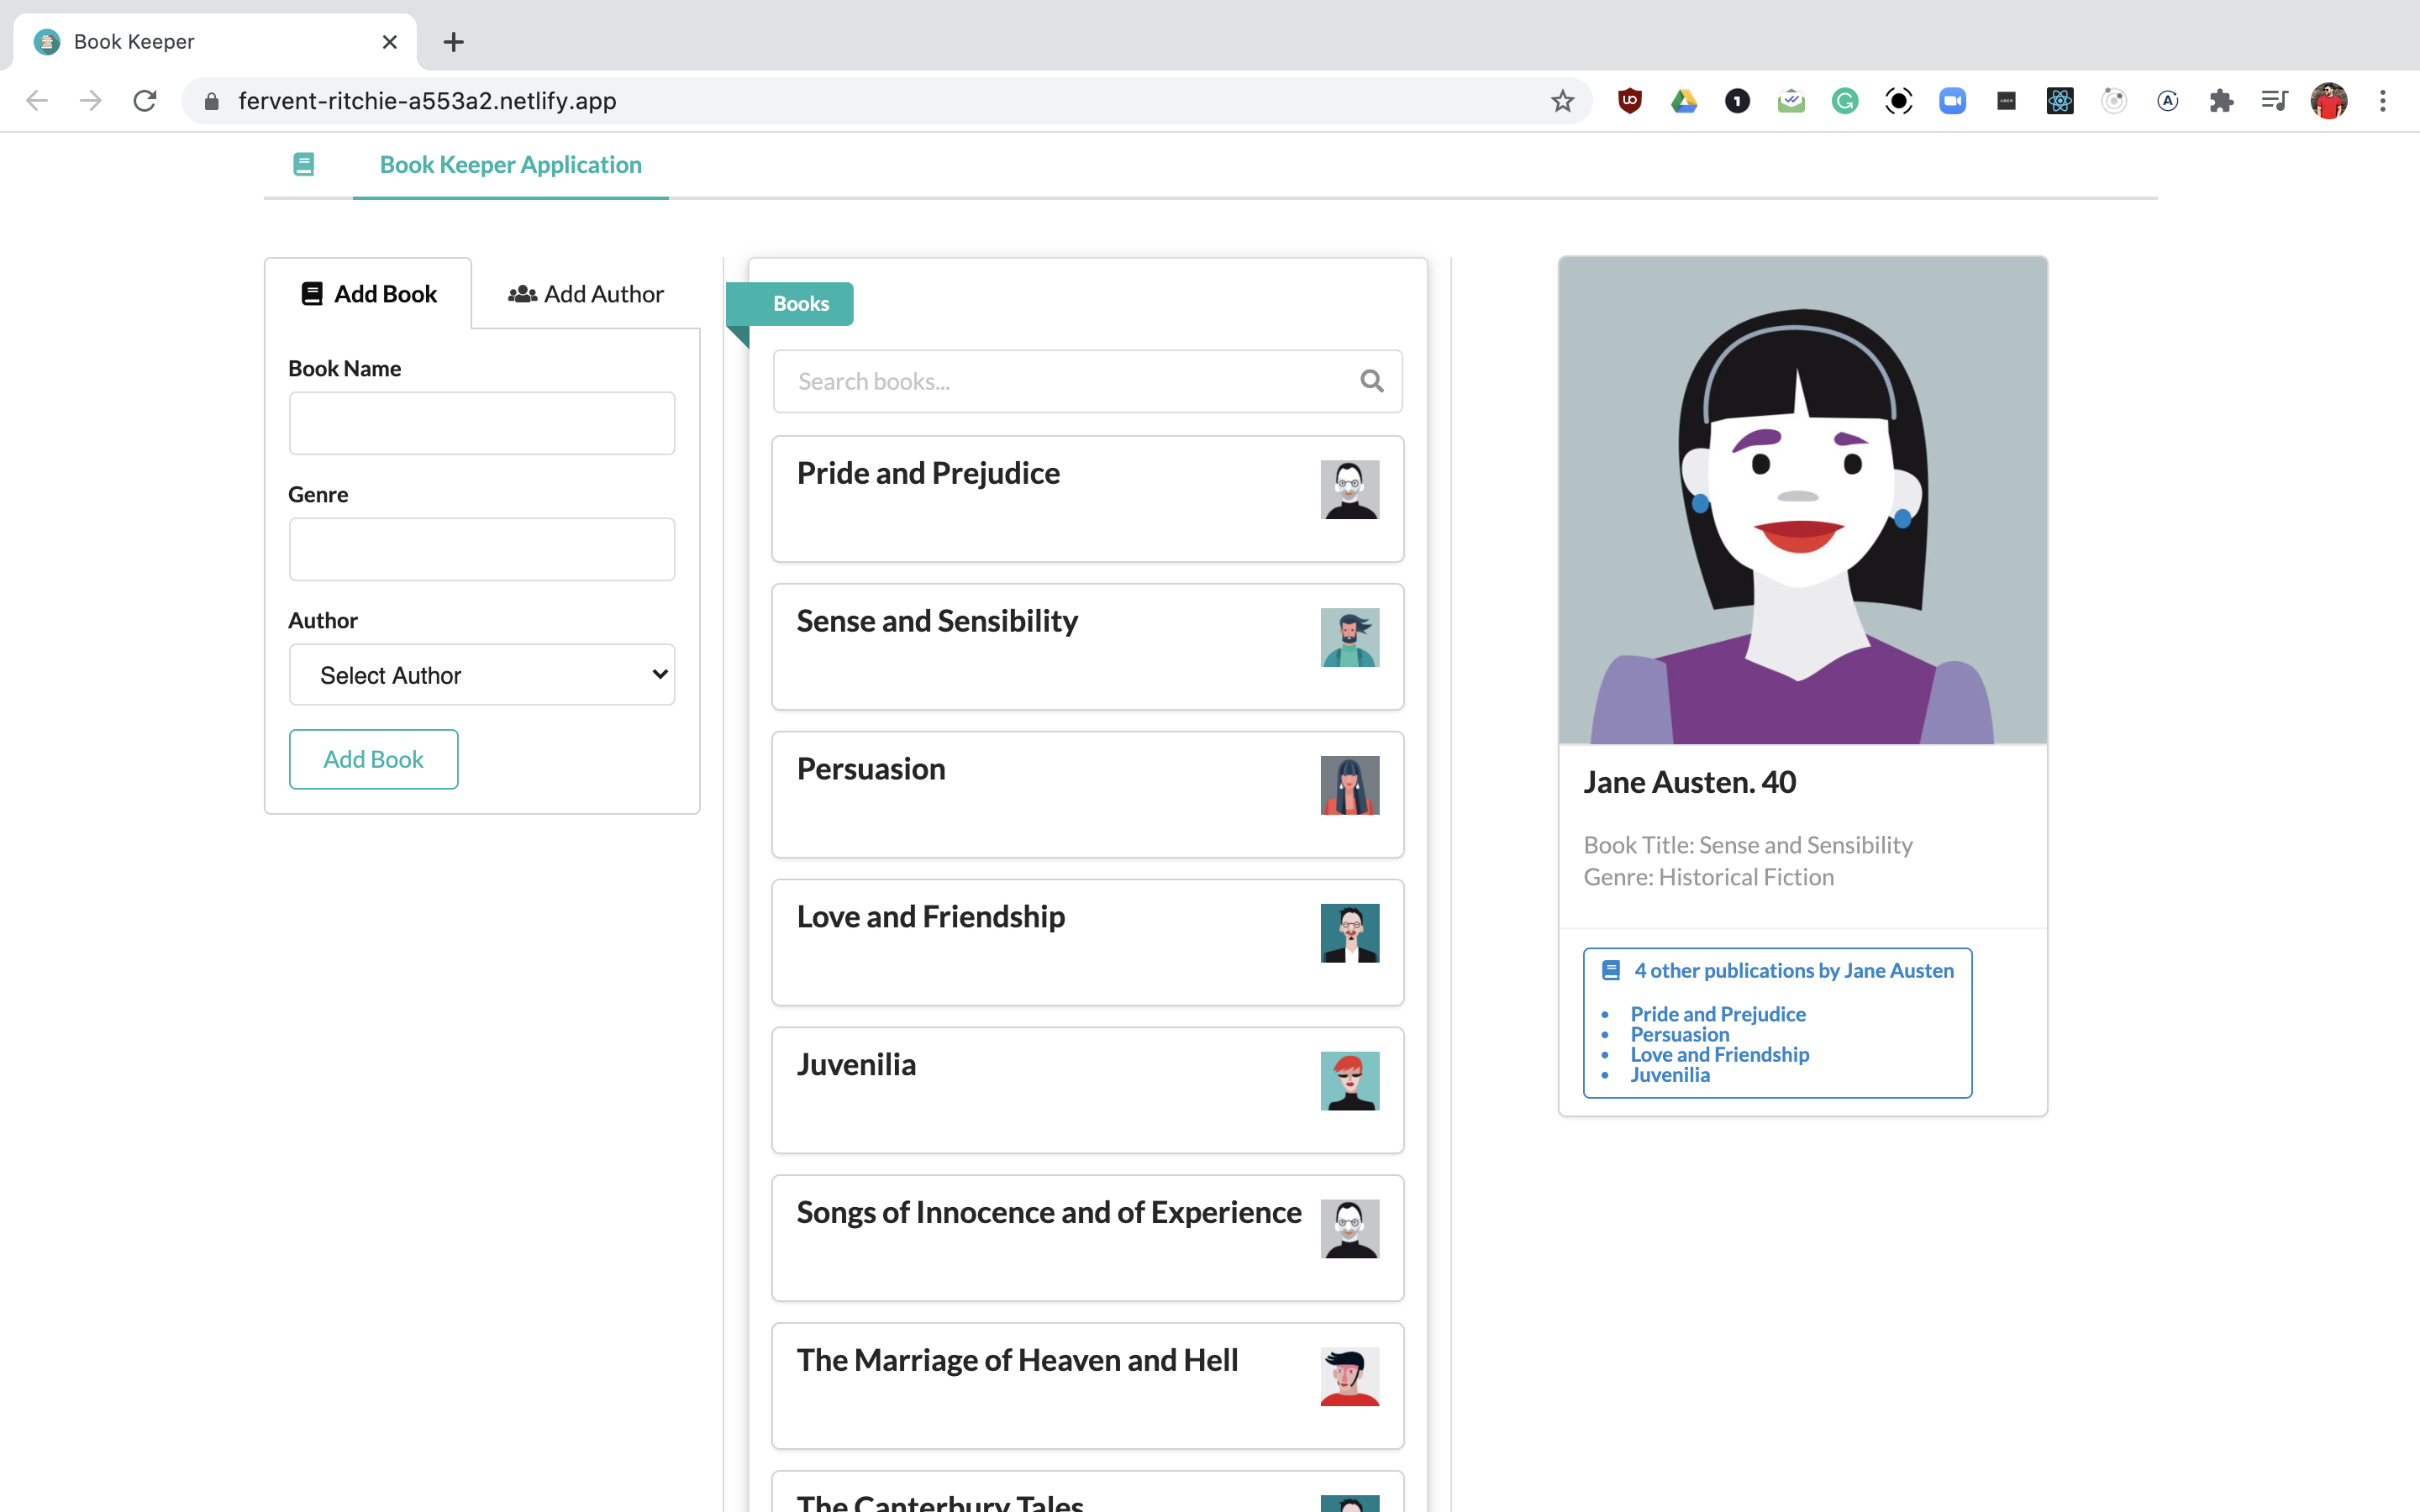 Book Keeper
fervent-ritchie-a553a2.netlify.app
Book Keeper Application
Add Book
Add Author
Book Name
Genre
Author
Select Author
Add Book
Books
Search books...
Pride and Prejudice
Sense and Sensibility
Persuasion
Love and Friendship
Juvenilia
Songs of Innocence and of Experience
The Marriage of Heaven and Hell
The Canterbury Tales
Jane Austen. 40
Book Title: Sense and Sensibility
Genre: Historical Fiction
4 other publications by Jane Austen
Pride and Prejudice
Persuasion
Love and Friendship
Juvenilia